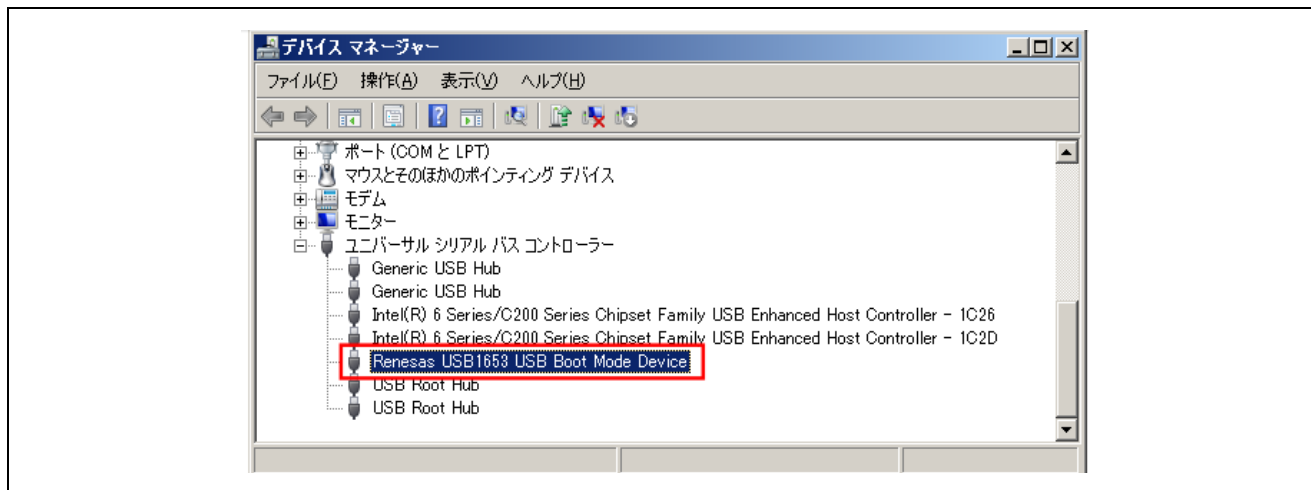 デバイス マネージャー
ファイル(F) 操作(A) 表示(V) ヘルプ(H)
ポート (COM と LPT)
マウスとそのほかのポインティング デバイス
モデム
モニター
ユニバーサル シリアル バス コントローラー
Generic USB Hub
Generic USB Hub
Intel(R) 6 Series/C200 Series Chipset Family USB Enhanced Host Controller - 1C26
Intel(R) 6 Series/C200 Series Chipset Family USB Enhanced Host Controller - 1C2D
Renesas USB1653 USB Boot Mode Device
USB Root Hub
USB Root Hub